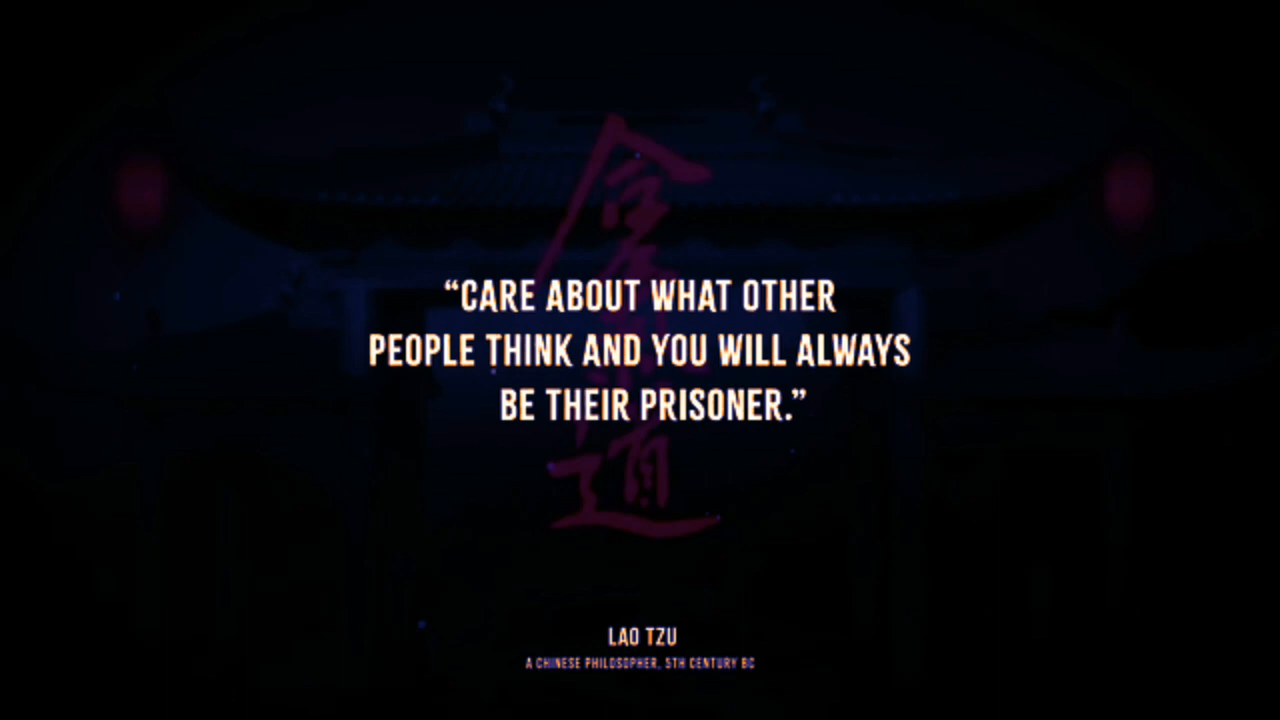 “CARE ABOUT WHAT OTHER
PEOPLE THINK AND YOU WILL ALWAYS
BE THEIR PRISONER.”
道
LAO TZU
A CHINESE PHILOSOPHER, 5TH CENTURY BC